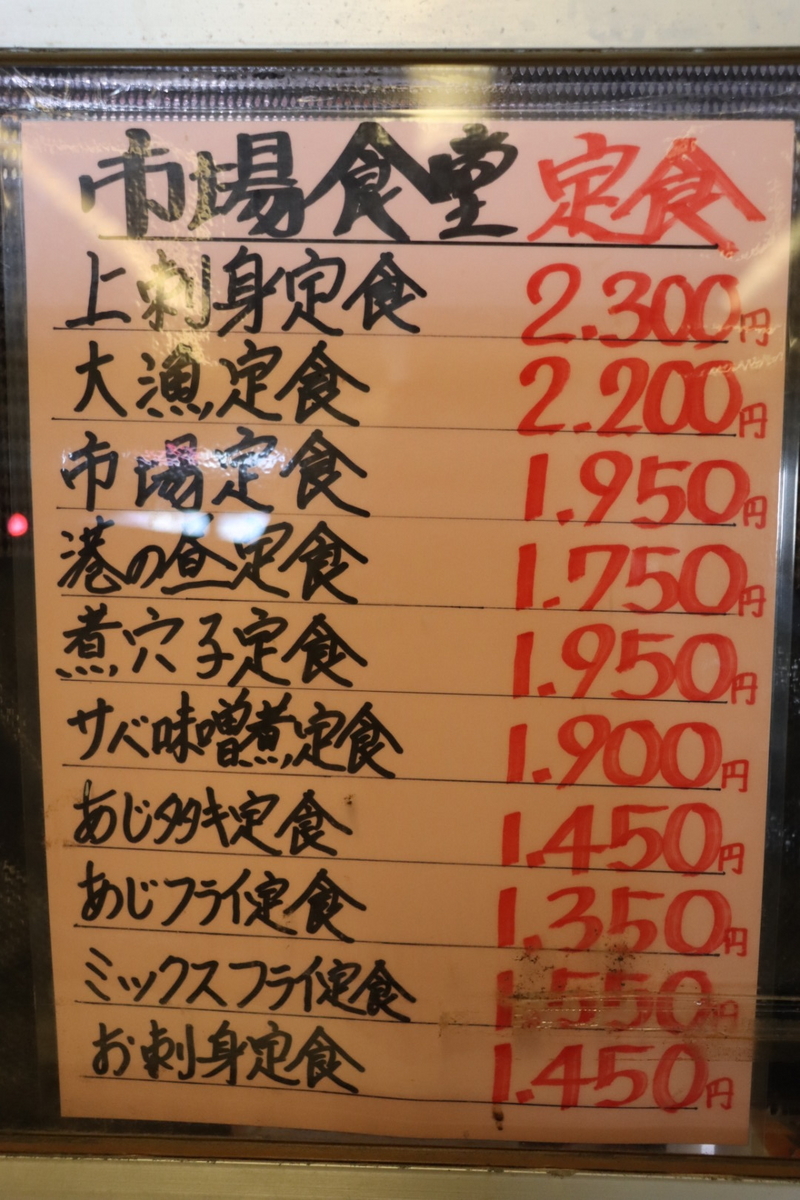 市場食堂 定食
上刺身定食 2.300円
大漁定食 2.200円
市場定食 1.950円
港の昼定食 1.750円
煮穴子定食 1.950円
サバ味噌煮定食 1.900円
あじタタキ定食 1.450円
あじフライ定食 1.350円
ミックスフライ定食 1.550円
お刺身定食 1.450円